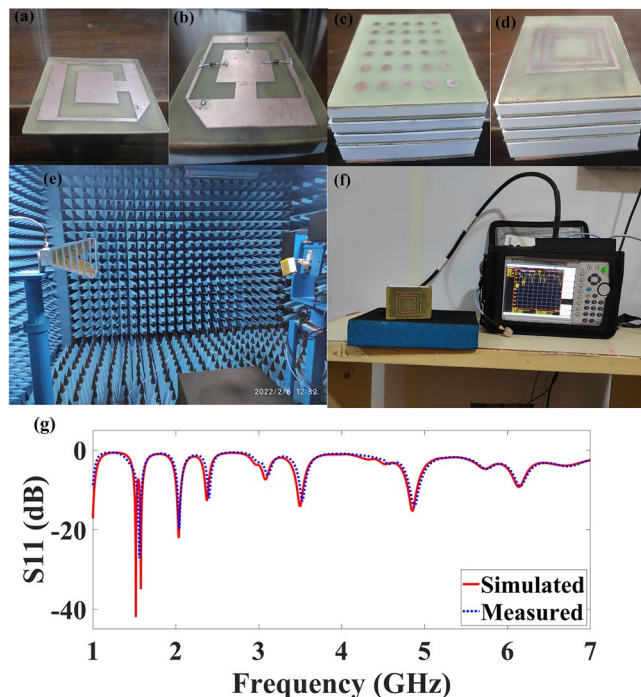 (a)
(b)
(c)
(d)
(e)
(f)
2022/2/8 12:52
(g)
S11 (dB)
0
-20
-40
Simulated
Measured
1 2 3 4 5 6 7
Frequency (GHz)